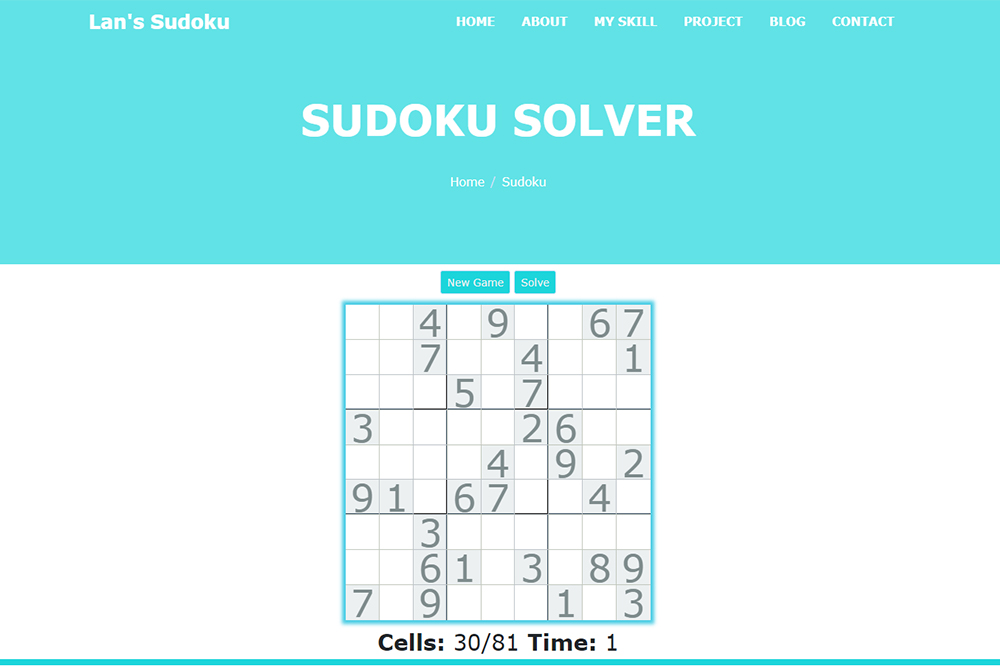 Lan's Sudoku HOME ABOUT MY SKILL PROJECT BLOG CONTACT
SUDOKU SOLVER
Home / Sudoku
New Game Solve
4 9 6 7
7 4 1
5 7
3 2 6
4 9 2
9 1 6 7 4
3
6 1 3 8 9
7 9 1 3
Cells: 30/81 Time: 1